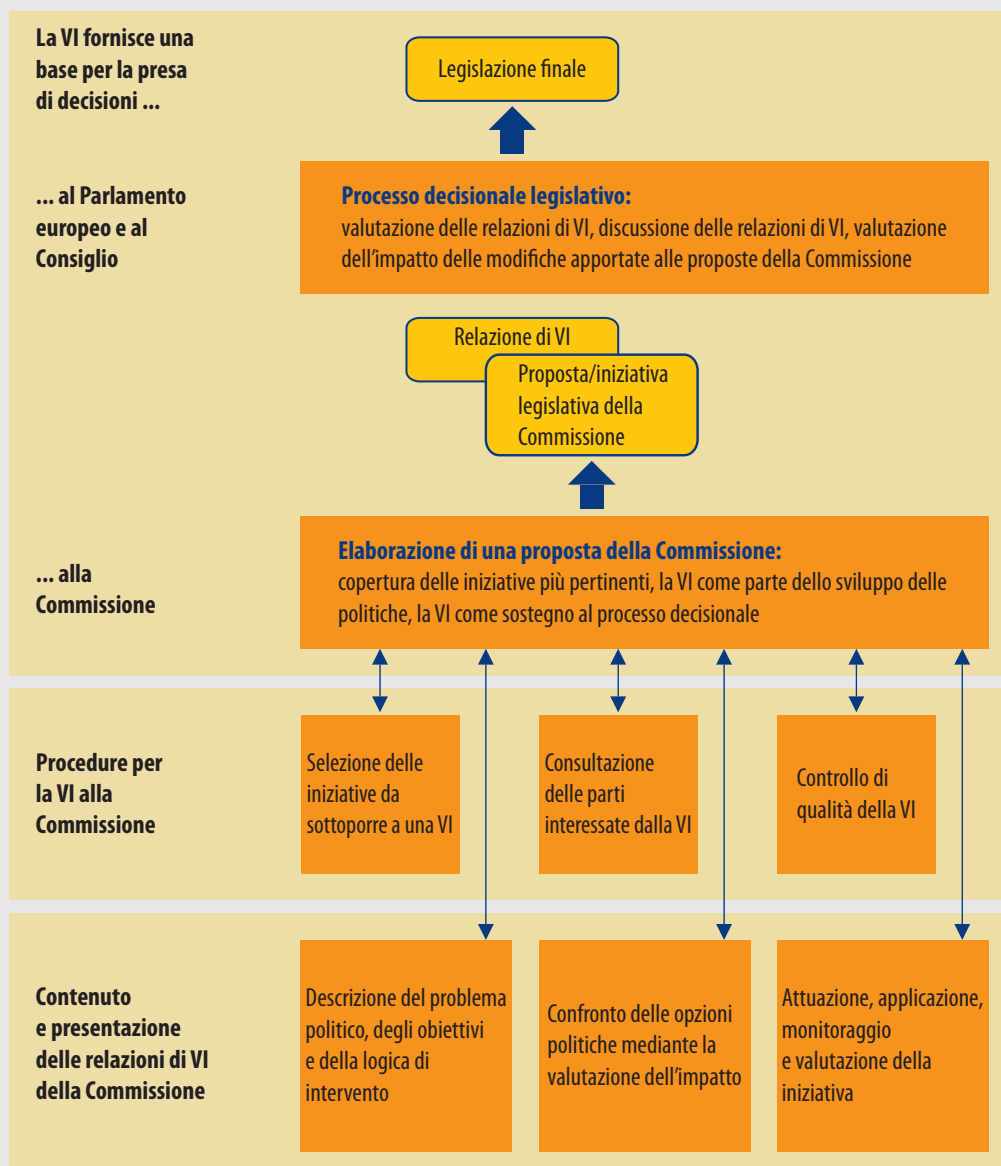 La VI fornisce una
base per la presa
di decisioni ...
Legislazione finale
... al Parlamento
europeo e al
Consiglio
Processo decisionale legislativo:
valutazione delle relazioni di VI, discussione delle relazioni di VI, valutazione
dell'impatto delle modifiche apportate alle proposte della Commissione
Relazione di VI
Proposta/iniziativa
legislativa della
Commissione
... alla
Commissione
Elaborazione di una proposta della Commissione:
copertura delle iniziative più pertinenti, la VI come parte dello sviluppo delle
politiche, la VI come sostegno al processo decisionale
Procedure per
la VI alla
Commissione
Selezione delle
iniziative da
sottoporre a una VI
Consultazione
delle parti
interessate dalla VI
Controllo di
qualità della VI
Contenuto
e presentazione
delle relazioni di VI
della Commissione
Descrizione del problema
politico, degli obiettivi
e della logica di
intervento
Confronto delle opzioni
politiche mediante la
valutazione dell'impatto
Attuazione, applicazione,
monitoraggio
e valutazione della
iniziativa